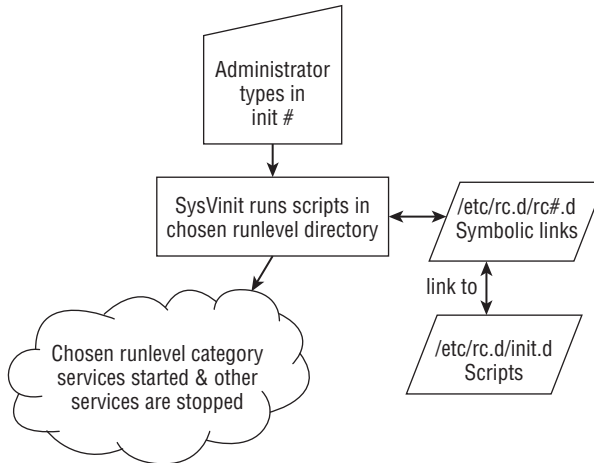 Administrator
types in
init #
SysVinit runs scripts in
chosen runlevel directory
/etc/rc.d/rc#.d
Symbolic links
link to
/etc/rc.d/init.d
Scripts
Chosen runlevel category
services started & other
services are stopped